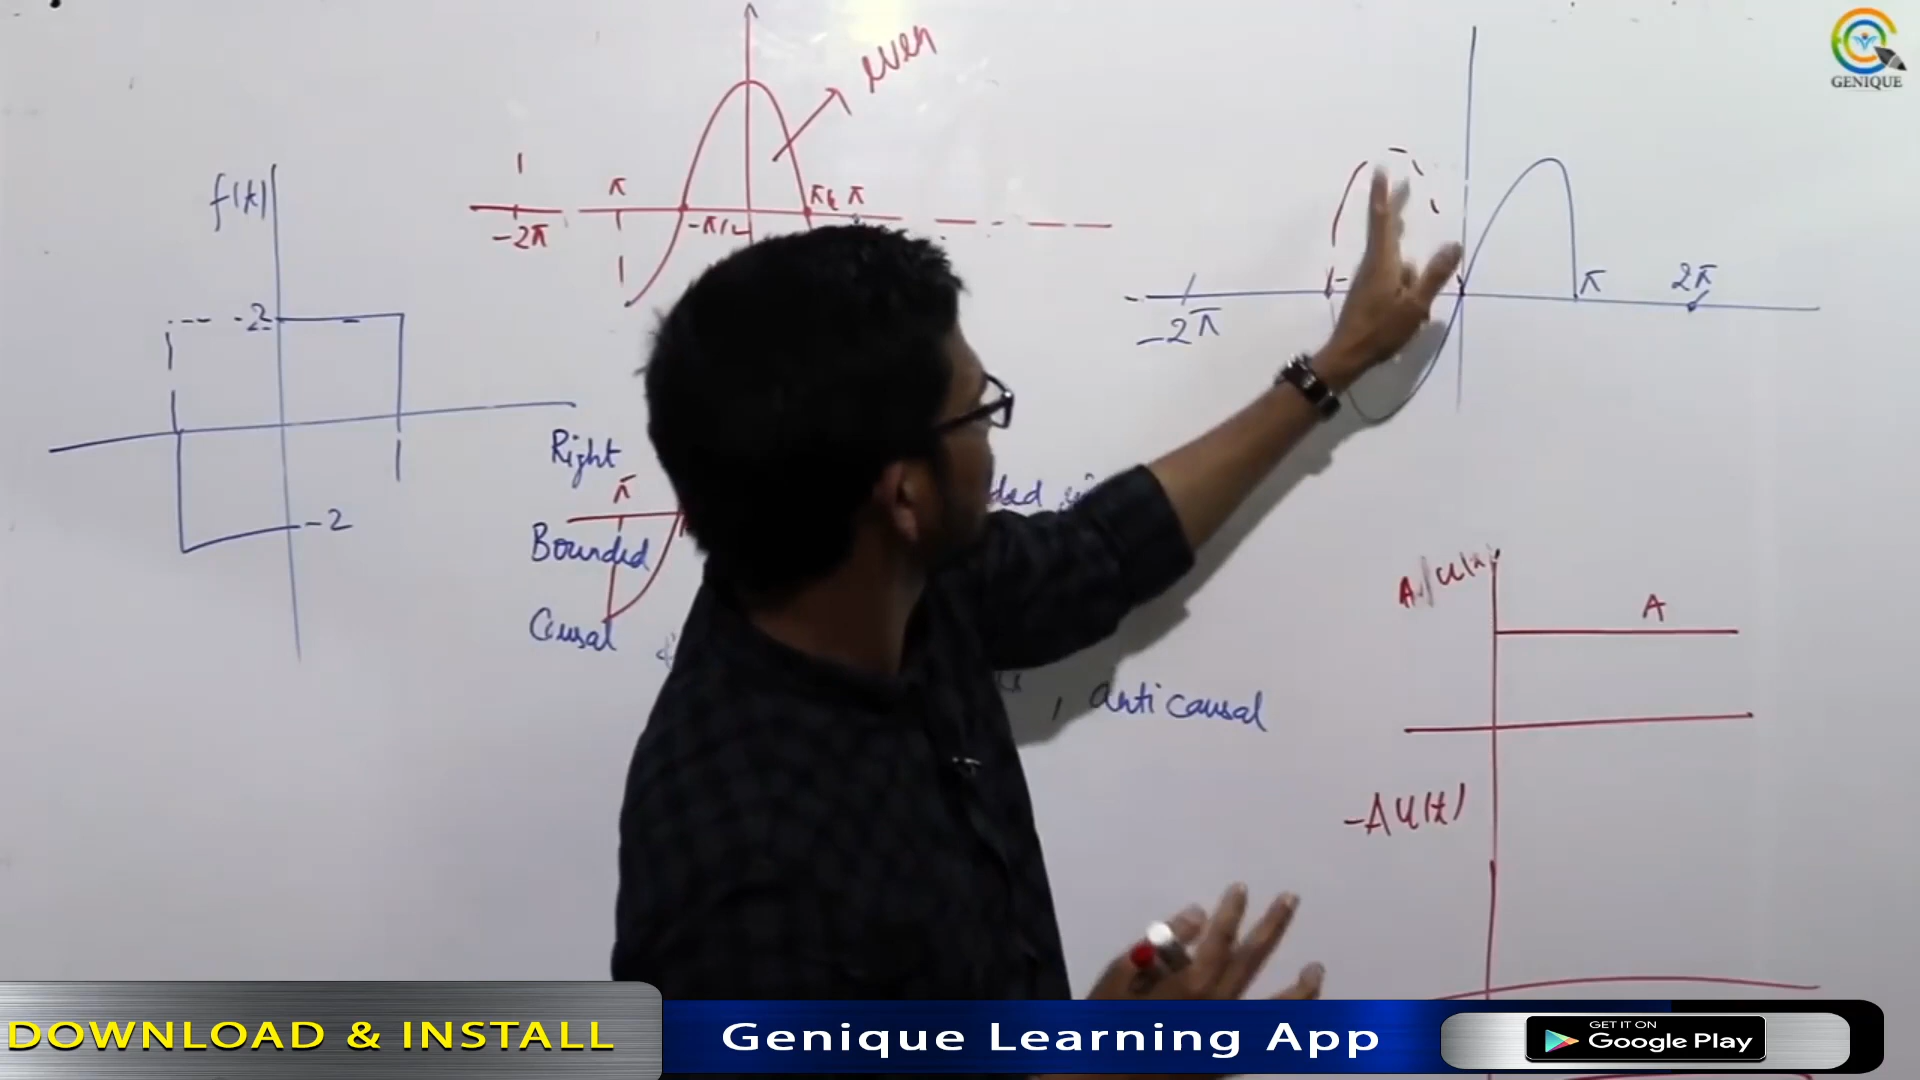 GENIQUE
even
f(t)
π
π/2 π
-2π
-π/2
-2
π
2π
-2π
Right
π
Bounded
-2
Causal
, anti causal
A U(t)
A
-AU(t)
DOWNLOAD & INSTALL
Genique Learning App
GET IT ON
Google Play